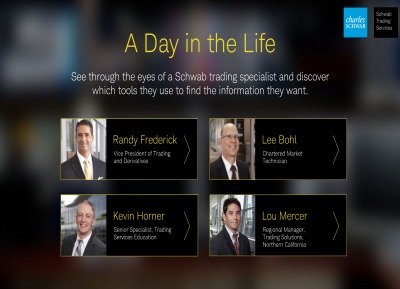 charles
SCHWAB
Schwab
Trading
Services
A Day in the Life
See through the eyes of a Schwab trading specialist and discover
which tools they use to find the information they want.
Randy Frederick
Vice President of Trading
and Derivatives
Lee Bohl
Chartered Market
Technician
Kevin Horner
Senior Specialist, Trading
Services Education
Lou Mercer
Regional Manager,
Trading Solutions,
Northern California